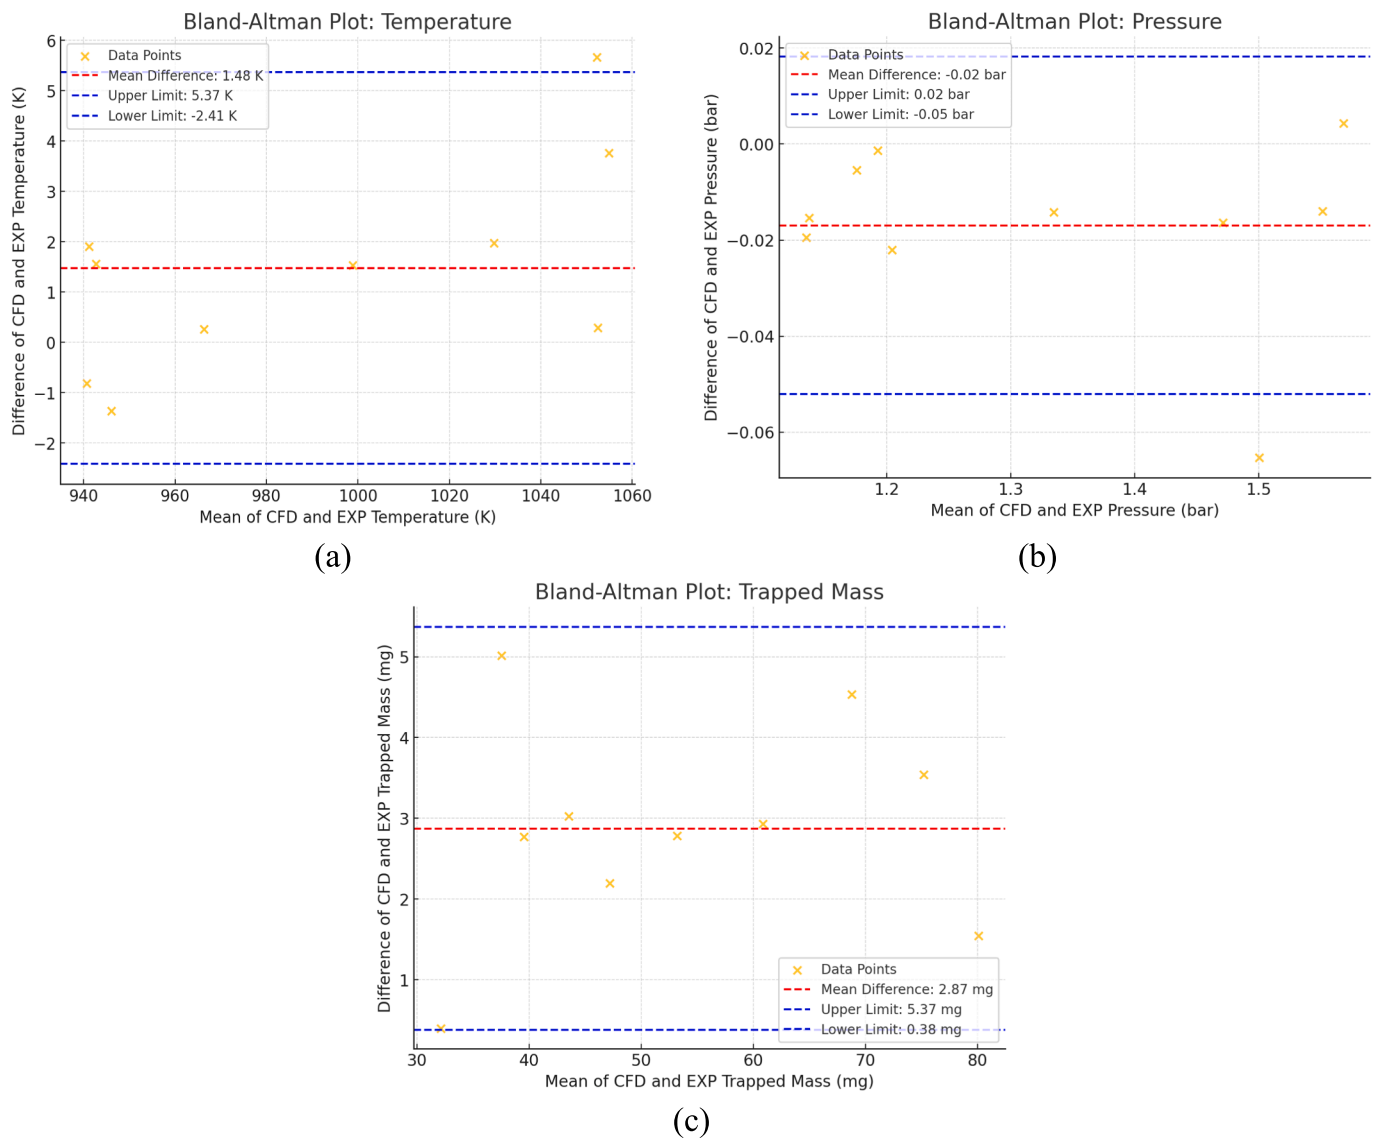 Bland-Altman Plot: Temperature
Difference of CFD and EXP Temperature (K)
6
5
4
3
2
1
0
−1
−2
Data Points
Mean Difference: 1.48 K
Upper Limit: 5.37 K
Lower Limit: -2.41 K
940 960 980 1000 1020 1040 1060
Mean of CFD and EXP Temperature (K)
(a)
Bland-Altman Plot: Pressure
Difference of CFD and EXP Pressure (bar)
0.02
0.00
−0.02
−0.04
−0.06
Data Points
Mean Difference: -0.02 bar
Upper Limit: 0.02 bar
Lower Limit: -0.05 bar
1.2 1.3 1.4 1.5
Mean of CFD and EXP Pressure (bar)
(b)
Bland-Altman Plot: Trapped Mass
Difference of CFD and EXP Trapped Mass (mg)
5
4
3
2
1
Data Points
Mean Difference: 2.87 mg
Upper Limit: 5.37 mg
Lower Limit: 0.38 mg
30 40 50 60 70 80
Mean of CFD and EXP Trapped Mass (mg)
(c)